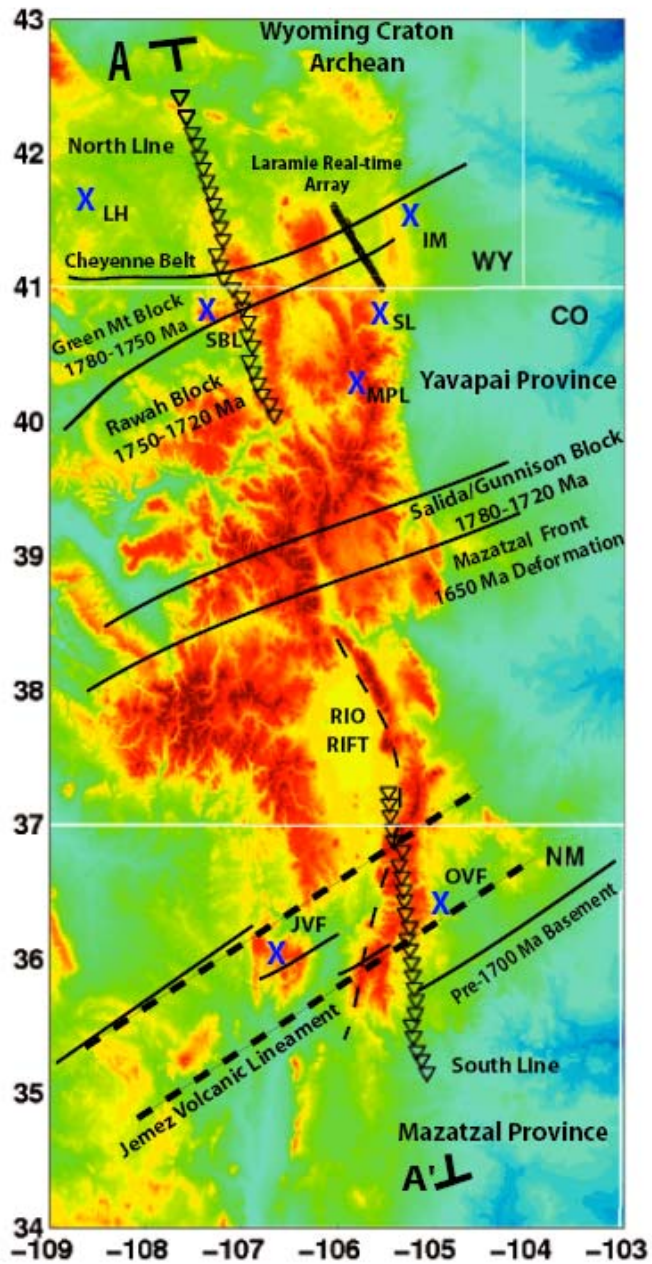 43
Wyoming Craton
Archean
A
42
North Line
Laramie Real-time
Array
X
LH
X
IM
Cheyenne Belt
WY
41
Green Mt Block
1780-1750 Ma
X
SBL
X
SL
CO
Rawah Block
1750-1720 Ma
X
MPL
Yavapai Province
40
Salida/Gunnison Block
1780-1720 Ma
39
Mazatzal Front
1650 Ma Deformation
38
RIO
RIFT
37
NM
OVF
X
JVF
X
36
Pre-1700 Ma Basement
Jemez Volcanic Lineament
South Line
35
Mazatzal Province
A'
34
-109
-108
-107
-106
-105
-104
-103